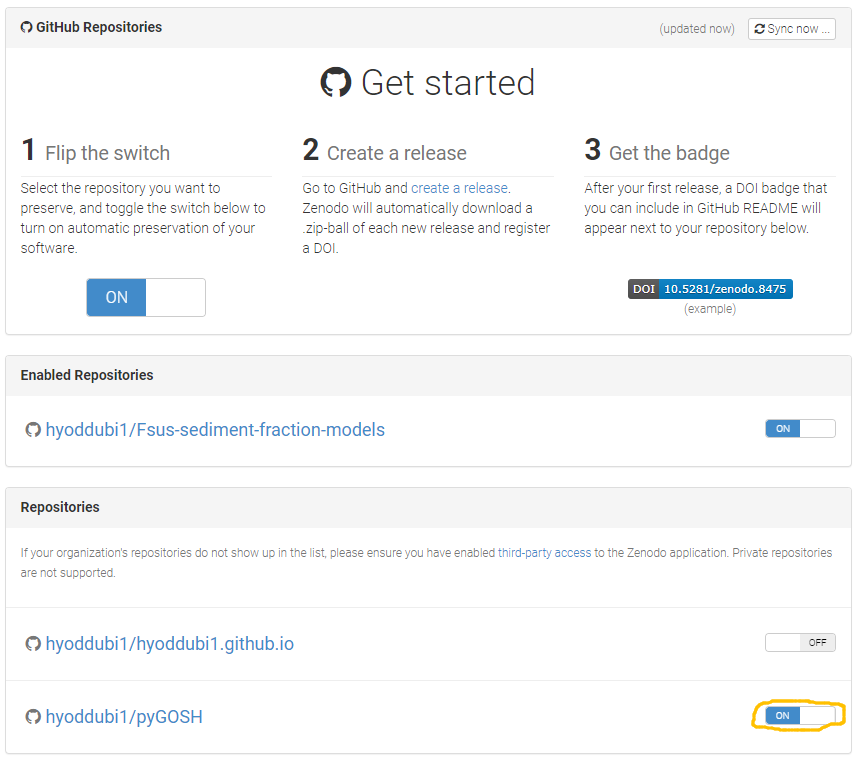 GitHub Repositories
(updated now)
Sync now ...
Get started
1 Flip the switch
Select the repository you want to
preserve, and toggle the switch below to
turn on automatic preservation of your
software.
ON
2 Create a release
Go to GitHub and create a release.
Zenodo will automatically download a
.zip-ball of each new release and register
a DOI.
3 Get the badge
After your first release, a DOI badge that
you can include in GitHub README will
appear next to your repository below.
DOI 10.5281/zenodo.8475
(example)
Enabled Repositories
hyoddubi1/Fsus-sediment-fraction-models
ON
Repositories
If your organization's repositories do not show up in the list, please ensure you have enabled third-party access to the Zenodo application. Private repositories
are not supported.
hyoddubi1/hyoddubi1.github.io
OFF
hyoddubi1/pyGOSH
ON